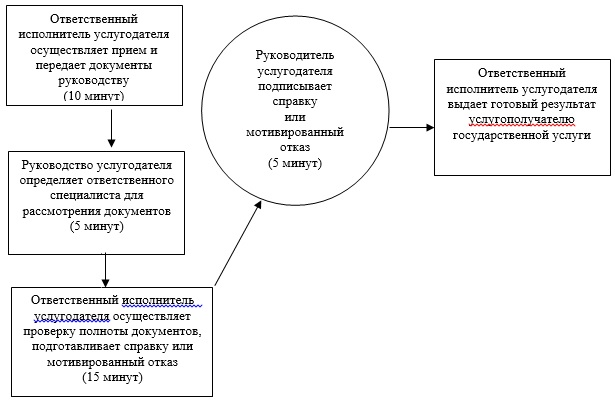 Ответственный
исполнитель услугодателя
осуществляет прием и
передает документы
руководству
(10 минут)
Руководство услугодателя
определяет ответственного
специалиста для
рассмотрения документов
(5 минут)
Ответственный исполнитель
услугодателя осуществляет
проверку полноты документов,
подготавливает справку или
мотивированный отказ
(15 минут)
Руководитель
услугодателя
подписывает
справку
или
мотивированный
отказ
(5 минут)
Ответственный
исполнитель услугодателя
выдает готовый результат
услугополучателю
государственной услуги